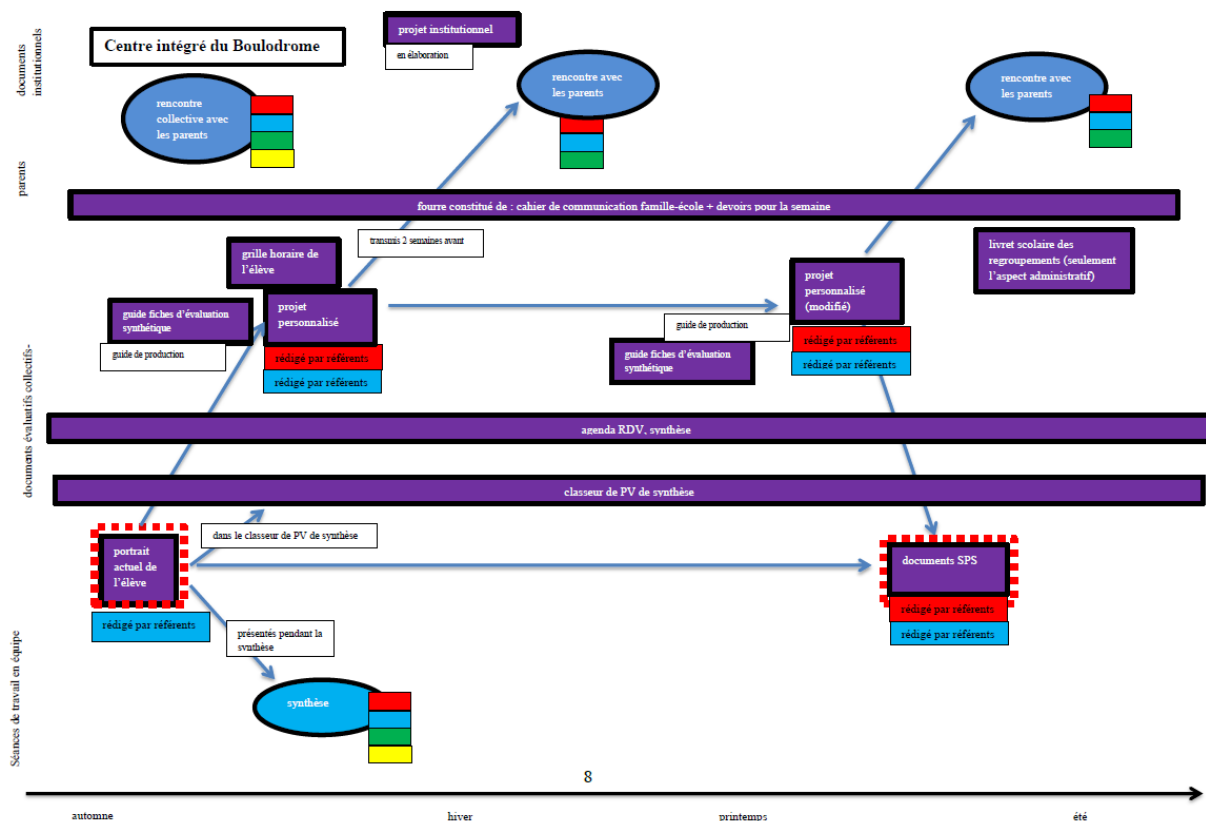 documents
institutionnels
Centre intégré du Boulodrome
projet institutionnel
en élaboration
rencontre
collective avec
les parents
rencontre avec
les parents
rencontre avec
les parents
parents
fourre constitué de : cahier de communication famille-école + devoirs pour la semaine
transmis 2 semaines avant
grille horaire de
l'élève
projet
personnalisé
guide fiches d'évaluation
synthétique
guide de production
rédigé par référents
rédigé par référents
projet
personnalisé
(modifié)
livret scolaire des
regroupements (seulement
l'aspect administratif)
guide de production
guide fiches d'évaluation
synthétique
rédigé par référents
rédigé par référents
documents évaluatifs collectifs-
agenda RDV, synthèse
classeur de PV de synthèse
portrait
actuel de
l'élève
dans le classeur de PV de synthèse
documents SPS
rédigé par référents
rédigé par référents
rédigé par référents
présentés pendant la
synthèse
Séances de travail en équipe
synthèse
8
automne
hiver
printemps
été